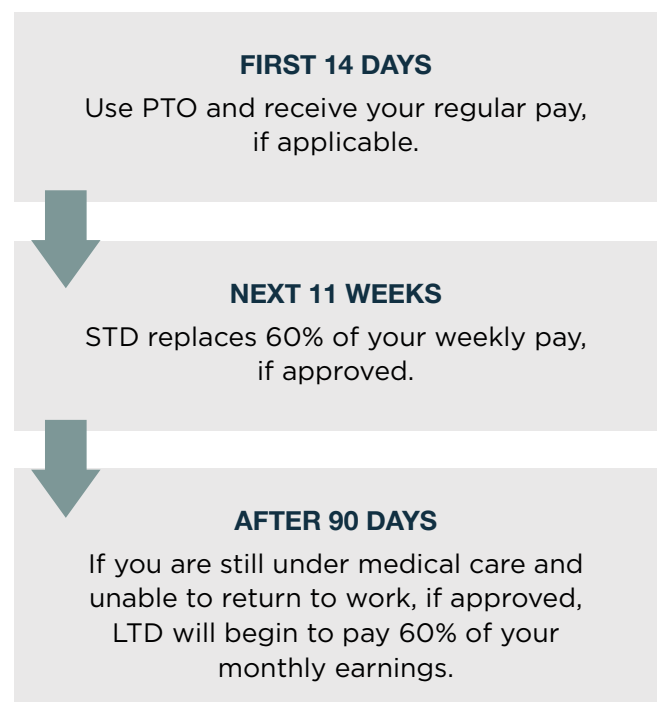 FIRST 14 DAYS
Use PTO and receive your regular pay,
if applicable.
NEXT 11 WEEKS
STD replaces 60% of your weekly pay,
if approved.
AFTER 90 DAYS
If you are still under medical care and
unable to return to work, if approved,
LTD will begin to pay 60% of your
monthly earnings.